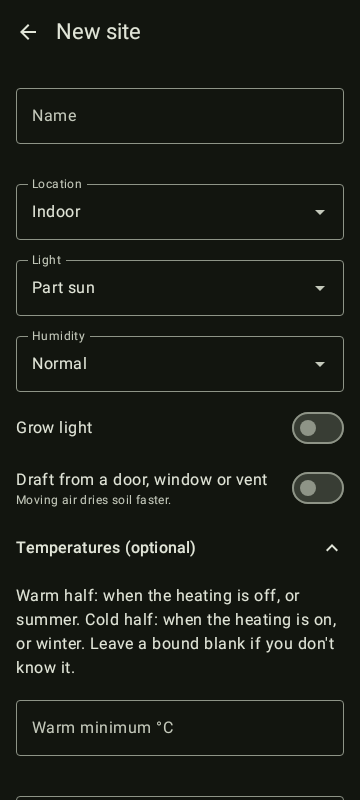 New site
Name
Location
Indoor
Light
Part sun
Humidity
Normal
Grow light
Draft from a door, window or vent
Moving air dries soil faster.
Temperatures (optional)
Warm half: when the heating is off, or
summer. Cold half: when the heating is on,
or winter. Leave a bound blank if you don't
know it.
Warm minimum °C